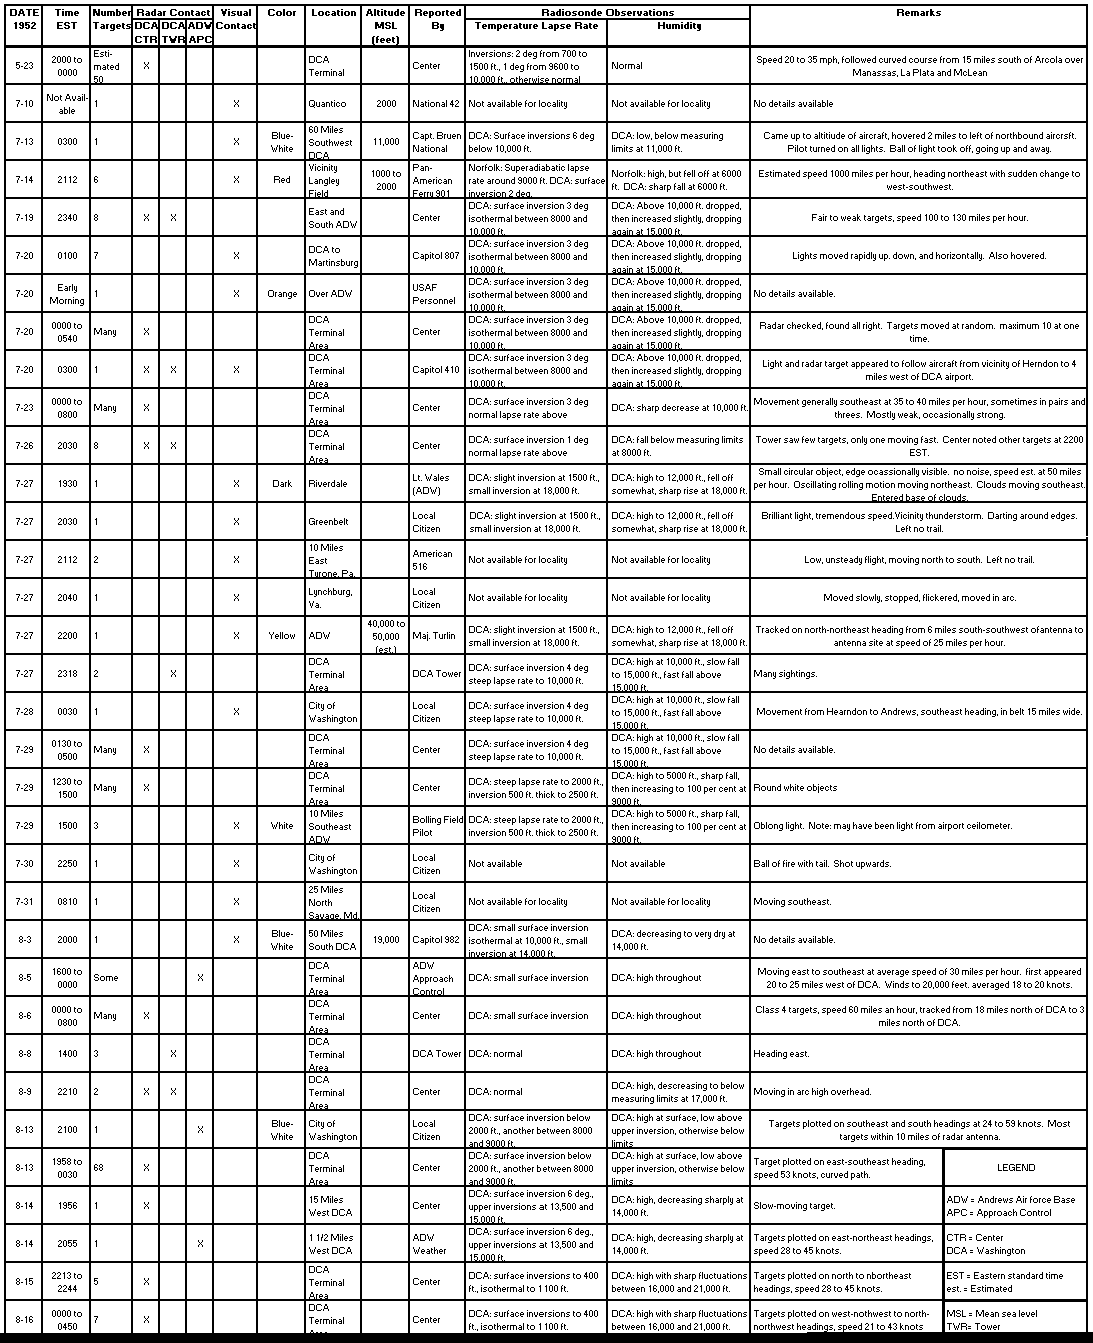 DATE 1952 Time EST Number Targets Radar Contact DCA CTR DCA TWR ADW APC Visual Contact Color Location Altitude MSL (feet) Reported By Radiosonde Observations Temperature Lapse Rate Humidity Remarks
5-23 2000 to 0000 Esti-mated 50 X DCA Terminal Center Inversions: 2 deg from 700 to 1500 ft., 1 deg from 9600 to 10,000 ft., otherwise normal Normal Speed 20 to 35 mph, followed curved course from 15 miles south of Arcola over Manassas, La Plata and McLean
7-10 Not Avail-able 1 X Quantico 2000 National 42 Not available for locality Not available for locality No details available
7-13 0300 1 X Blue-White 60 Miles Southwest DCA 11,000 Capt. Bruen National DCA: Surface inversions 6 deg below 10,000 ft. DCA: low, below measuring limits at 11,000 ft. Came up to altitude of aircraft, hovered 2 miles to left of northbound aircrsft. Pilot turned on all lights. Ball of light took off, going up and away.
7-14 2112 6 X Red Vicinity Langley Field 1000 to 2000 Pan-American Ferry 901 Norfolk: Superadiabatic lapse rate around 9000 ft. DCA: surface inversion 2 deg. Norfolk: high, but fell off at 6000 ft. DCA: sharp fall at 6000 ft. Estimated speed 1000 miles per hour, heading northeast with sudden change to west-southwest.
7-19 2340 8 X X East and South ADW Center DCA: surface inversion 3 deg isothermal between 8000 and 10,000 ft. DCA: Above 10,000 ft. dropped, then increased slightly, dropping again at 15,000 ft. Fair to weak targets, speed 100 to 130 miles per hour.
7-20 0100 7 X DCA to Martinsburg Capitol 807 DCA: surface inversion 3 deg isothermal between 8000 and 10,000 ft. DCA: Above 10,000 ft. dropped, then increased slightly, dropping again at 15,000 ft. Lights moved rapidly up. down, and horizontally. Also hovered.
7-20 Early Morning 1 X Orange Over ADW USAF Personnel DCA: surface inversion 3 deg isothermal between 8000 and 10,000 ft. DCA: Above 10,000 ft. dropped, then increased slightly, dropping again at 15,000 ft. No details available.
7-20 0000 to 0540 Many X DCA Terminal Area Center DCA: surface inversion 3 deg isothermal between 8000 and 10,000 ft. DCA: Above 10,000 ft. dropped, then increased slightly, dropping again at 15,000 ft. Radar checked, found all right. Targets moved at random. maximum 10 at one time.
7-20 0300 1 X X X DCA Terminal Area Capitol 410 DCA: surface inversion 3 deg isothermal between 8000 and 10,000 ft. DCA: Above 10,000 ft. dropped, then increased slightly, dropping again at 15,000 ft. Light and radar target appeared to follow aircraft from vicinity of Herndon to 4 miles west of DCA airport.
7-23 0000 to 0800 Many X DCA Terminal Area Center DCA: surface inversion 3 deg normal lapse rate above DCA: sharp decrease at 10,000 ft. Movement generally southeast at 35 to 40 miles per hour, sometimes in pairs and threes. Mostly weak, occasionally strong.
7-26 2030 8 X X DCA Terminal Area Center DCA: surface inversion 1 deg normal lapse rate above DCA: fall below measuring limits at 8000 ft. Tower saw few targets, only one moving fast. Center noted other targets at 2200 EST.
7-27 1930 1 X Dark Riverdale Lt. Wales (ADW) DCA: slight inversion at 1500 ft., small inversion at 18,000 ft. DCA: high to 12,000 ft., fell off somewhat, sharp rise at 18,000 ft. Small circular object, edge ocassionally visible. no noise, speed est. at 50 miles per hour. Oscillating rolling motion moving northeast. Clouds moving southeast. Entered base of clouds.
7-27 2030 1 X Greenbelt Local Citizen DCA: slight inversion at 1500 ft., small inversion at 18,000 ft. DCA: high to 12,000 ft., fell off somewhat, sharp rise at 18,000 ft. Brilliant light, tremendous speed.Vicinity thunderstorm. Darting around edges. Left no trail.
7-27 2112 2 X 10 Miles East Tyrone, Pa. American 516 Not available for locality Not available for locality Low, unsteady flight, moving north to south. Left no trail.
7-27 2040 1 X Lynchburg, Va. Local Citizen Not available for locality Not available for locality Moved slowly, stopped, flickered, moved in arc.
7-27 2200 1 X Yellow ADW 40,000 to 50,000 (est.) Maj. Turlin DCA: slight inversion at 1500 ft., small inversion at 18,000 ft. DCA: high to 12,000 ft., fell off somewhat, sharp rise at 18,000 ft. Tracked on north-northeast heading from 6 miles south-southwest ofantenna to antenna site at speed of 25 miles per hour.
7-27 2318 2 X DCA Terminal Area DCA Tower DCA: surface inversion 4 deg steep lapse rate to 10,000 ft. DCA: high at 10,000 ft., slow fall to 15,000 ft., fast fall above 15,000 ft. Many sightings.
7-28 0030 1 X City of Washington Local Citizen DCA: surface inversion 4 deg steep lapse rate to 10,000 ft. DCA: high at 10,000 ft., slow fall to 15,000 ft., fast fall above 15,000 ft. Movement from Hearndon to Andrews, southeast heading, in belt 15 miles wide.
7-29 0130 to 0500 Many X DCA Terminal Area Center DCA: surface inversion 4 deg steep lapse rate to 10,000 ft. DCA: high at 10,000 ft., slow fall to 15,000 ft., fast fall above 15,000 ft. No details available.
7-29 1230 to 1500 Many X DCA Terminal Area Center DCA: steep lapse rate to 2000 ft., inversion 500 ft. thick to 2500 ft. DCA: high to 5000 ft., sharp fall, then increasing to 100 per cent at 9000 ft. Round white objects
7-29 1500 3 X White 10 Miles Southeast ADW Bolling Field Pilot DCA: steep lapse rate to 2000 ft., inversion 500 ft. thick to 2500 ft. DCA: high to 5000 ft., sharp fall, then increasing to 100 per cent at 9000 ft. Oblong light. Note: may have been light from airport ceilometer.
7-30 2250 1 X City of Washington Local Citizen Not available Not available Ball of fire with tail. Shot upwards.
7-31 0810 1 X 25 Miles North Savage, Md. Local Citizen Not available for locality Not available for locality Moving southeast.
8-3 2000 1 X Blue-White 50 Miles South DCA 19,000 Capitol 982 DCA: small surface inversion isothermal at 10,000 ft., small inversion at 14,000 ft. DCA: decreasing to very dry at 14,000 ft. No details available.
8-5 1600 to 0000 Some X DCA Terminal Area ADW Approach Control DCA: small surface inversion DCA: high throughout Moving east to southeast at average speed of 30 miles per hour. first appeared 20 to 25 miles west of DCA. Winds to 20,000 feet. averaged 18 to 20 knots.
8-6 0000 to 0800 Many X DCA Terminal Area Center DCA: small surface inversion DCA: high throughout Class 4 targets, speed 60 miles an hour, tracked from 18 miles north of DCA to 3 miles north of DCA.
8-8 1400 3 X DCA Terminal Area DCA Tower DCA: normal DCA: high throughout Heading east.
8-9 2210 2 X X DCA Terminal Area Center DCA: normal DCA: high, descreasing to below measuring limits at 17,000 ft. Moving in arc high overhead.
8-13 2100 1 X Blue-White City of Washington Local Citizen DCA: surface inversion below 2000 ft., another between 8000 and 9000 ft. DCA: high at surface, low above upper inversion, otherwise below limits Targets plotted on southeast and south headings at 24 to 59 knots. Most targets within 10 miles of radar antenna.
8-13 1958 to 0030 68 X DCA Terminal Area Center DCA: surface inversion below 2000 ft., another between 8000 and 9000 ft. DCA: high at surface, low above upper inversion, otherwise below limits Target plotted on east-southeast heading, speed 53 knots, curved path. LEGEND
8-14 1956 1 X 15 Miles West DCA Center DCA: surface inversion 6 deg., upper inversions at 13,500 and 15,000 ft. DCA: high, decreasing sharply at 14,000 ft. Slow-moving target. ADW = Andrews Air force Base APC = Approach Control
8-14 2055 1 X 1 1/2 Miles West DCA ADW Weather DCA: surface inversion 6 deg., upper inversions at 13,500 and 15,000 ft. DCA: high, decreasing sharply at 14,000 ft. Targets plotted on east-northeast headings, speed 28 to 45 knots. CTR = Center DCA = Washington
8-15 2213 to 2244 5 X DCA Terminal Area Center DCA: surface inversions to 400 ft., isothermal to 1100 ft. DCA: high with sharp fluctuations between 16,000 and 21,000 ft. Targets plotted on north to nbortheast headings, speed 28 to 45 knots. EST = Eastern standard time est. = Estimated
8-16 0000 to 0450 7 X DCA Terminal Area Center DCA: surface inversions to 400 ft., isothermal to 1100 ft. DCA: high with sharp fluctuations between 16,000 and 21,000 ft. Targets plotted on west-nothwest to north-northwest headings, speed 21 to 43 knots MSL = Mean sea level TWR= Tower